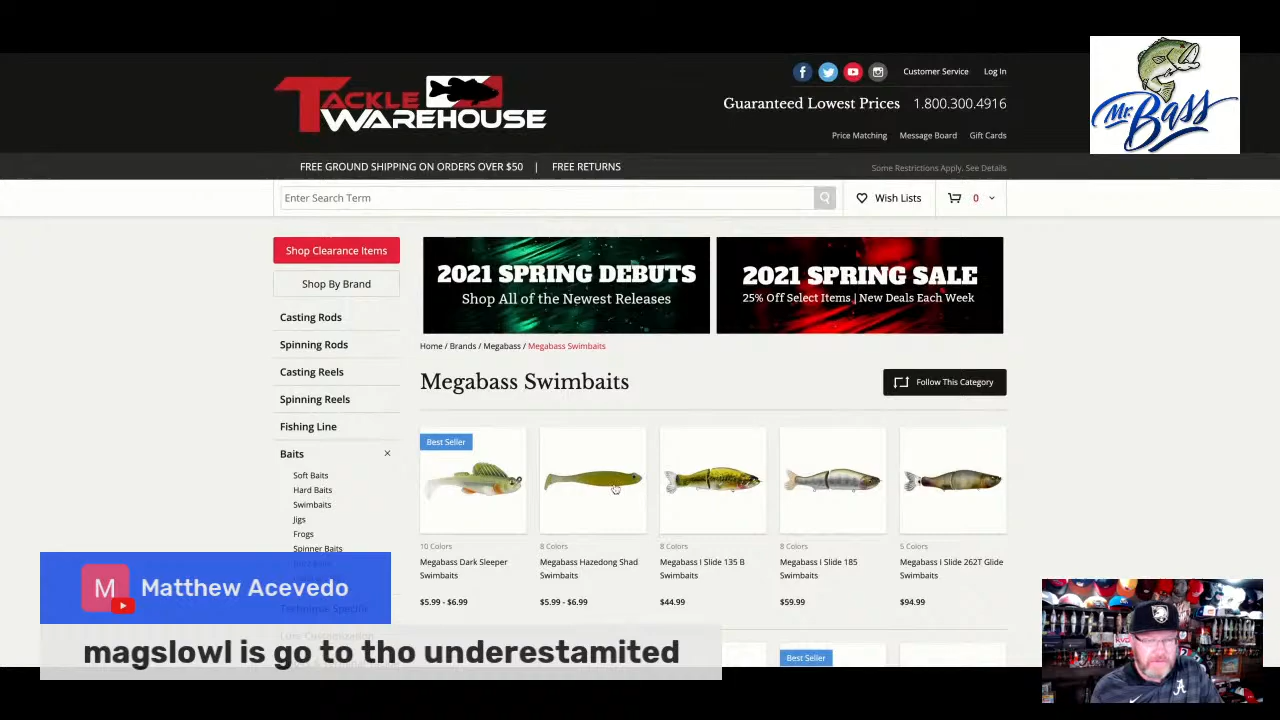 TACKLE
WAREHOUSE
Customer Service
Log In
Guaranteed Lowest Prices 1.800.300.4916
Price Matching
Message Board
Gift Cards
Mr. Bass
FREE GROUND SHIPPING ON ORDERS OVER $50 | FREE RETURNS
Some Restrictions Apply. See Details
Enter Search Term
Wish Lists
0
Shop Clearance Items
Shop By Brand
Casting Rods
Spinning Rods
Casting Reels
Spinning Reels
Fishing Line
Baits
Soft Baits
Hard Baits
Swimbaits
Jigs
Frogs
Spinner Baits
2021 SPRING DEBUTS
Shop All of the Newest Releases
2021 SPRING SALE
25% Off Select Items | New Deals Each Week
Home / Brands / Megabass / Megabass Swimbaits
Megabass Swimbaits
Follow This Category
Best Seller
10 Colors
Megabass Dark Sleeper
Swimbaits
$5.99 - $6.99
8 Colors
Megabass Hazedong Shad
Swimbaits
$5.99 - $6.99
8 Colors
Megabass I Slide 135 B
Swimbaits
$44.99
8 Colors
Megabass I Slide 185
Swimbaits
$59.99
5 Colors
Megabass I Slide 262T Glide
Swimbaits
$94.99
Best Seller
M
Matthew Acevedo
magslowl is go to tho underestamited